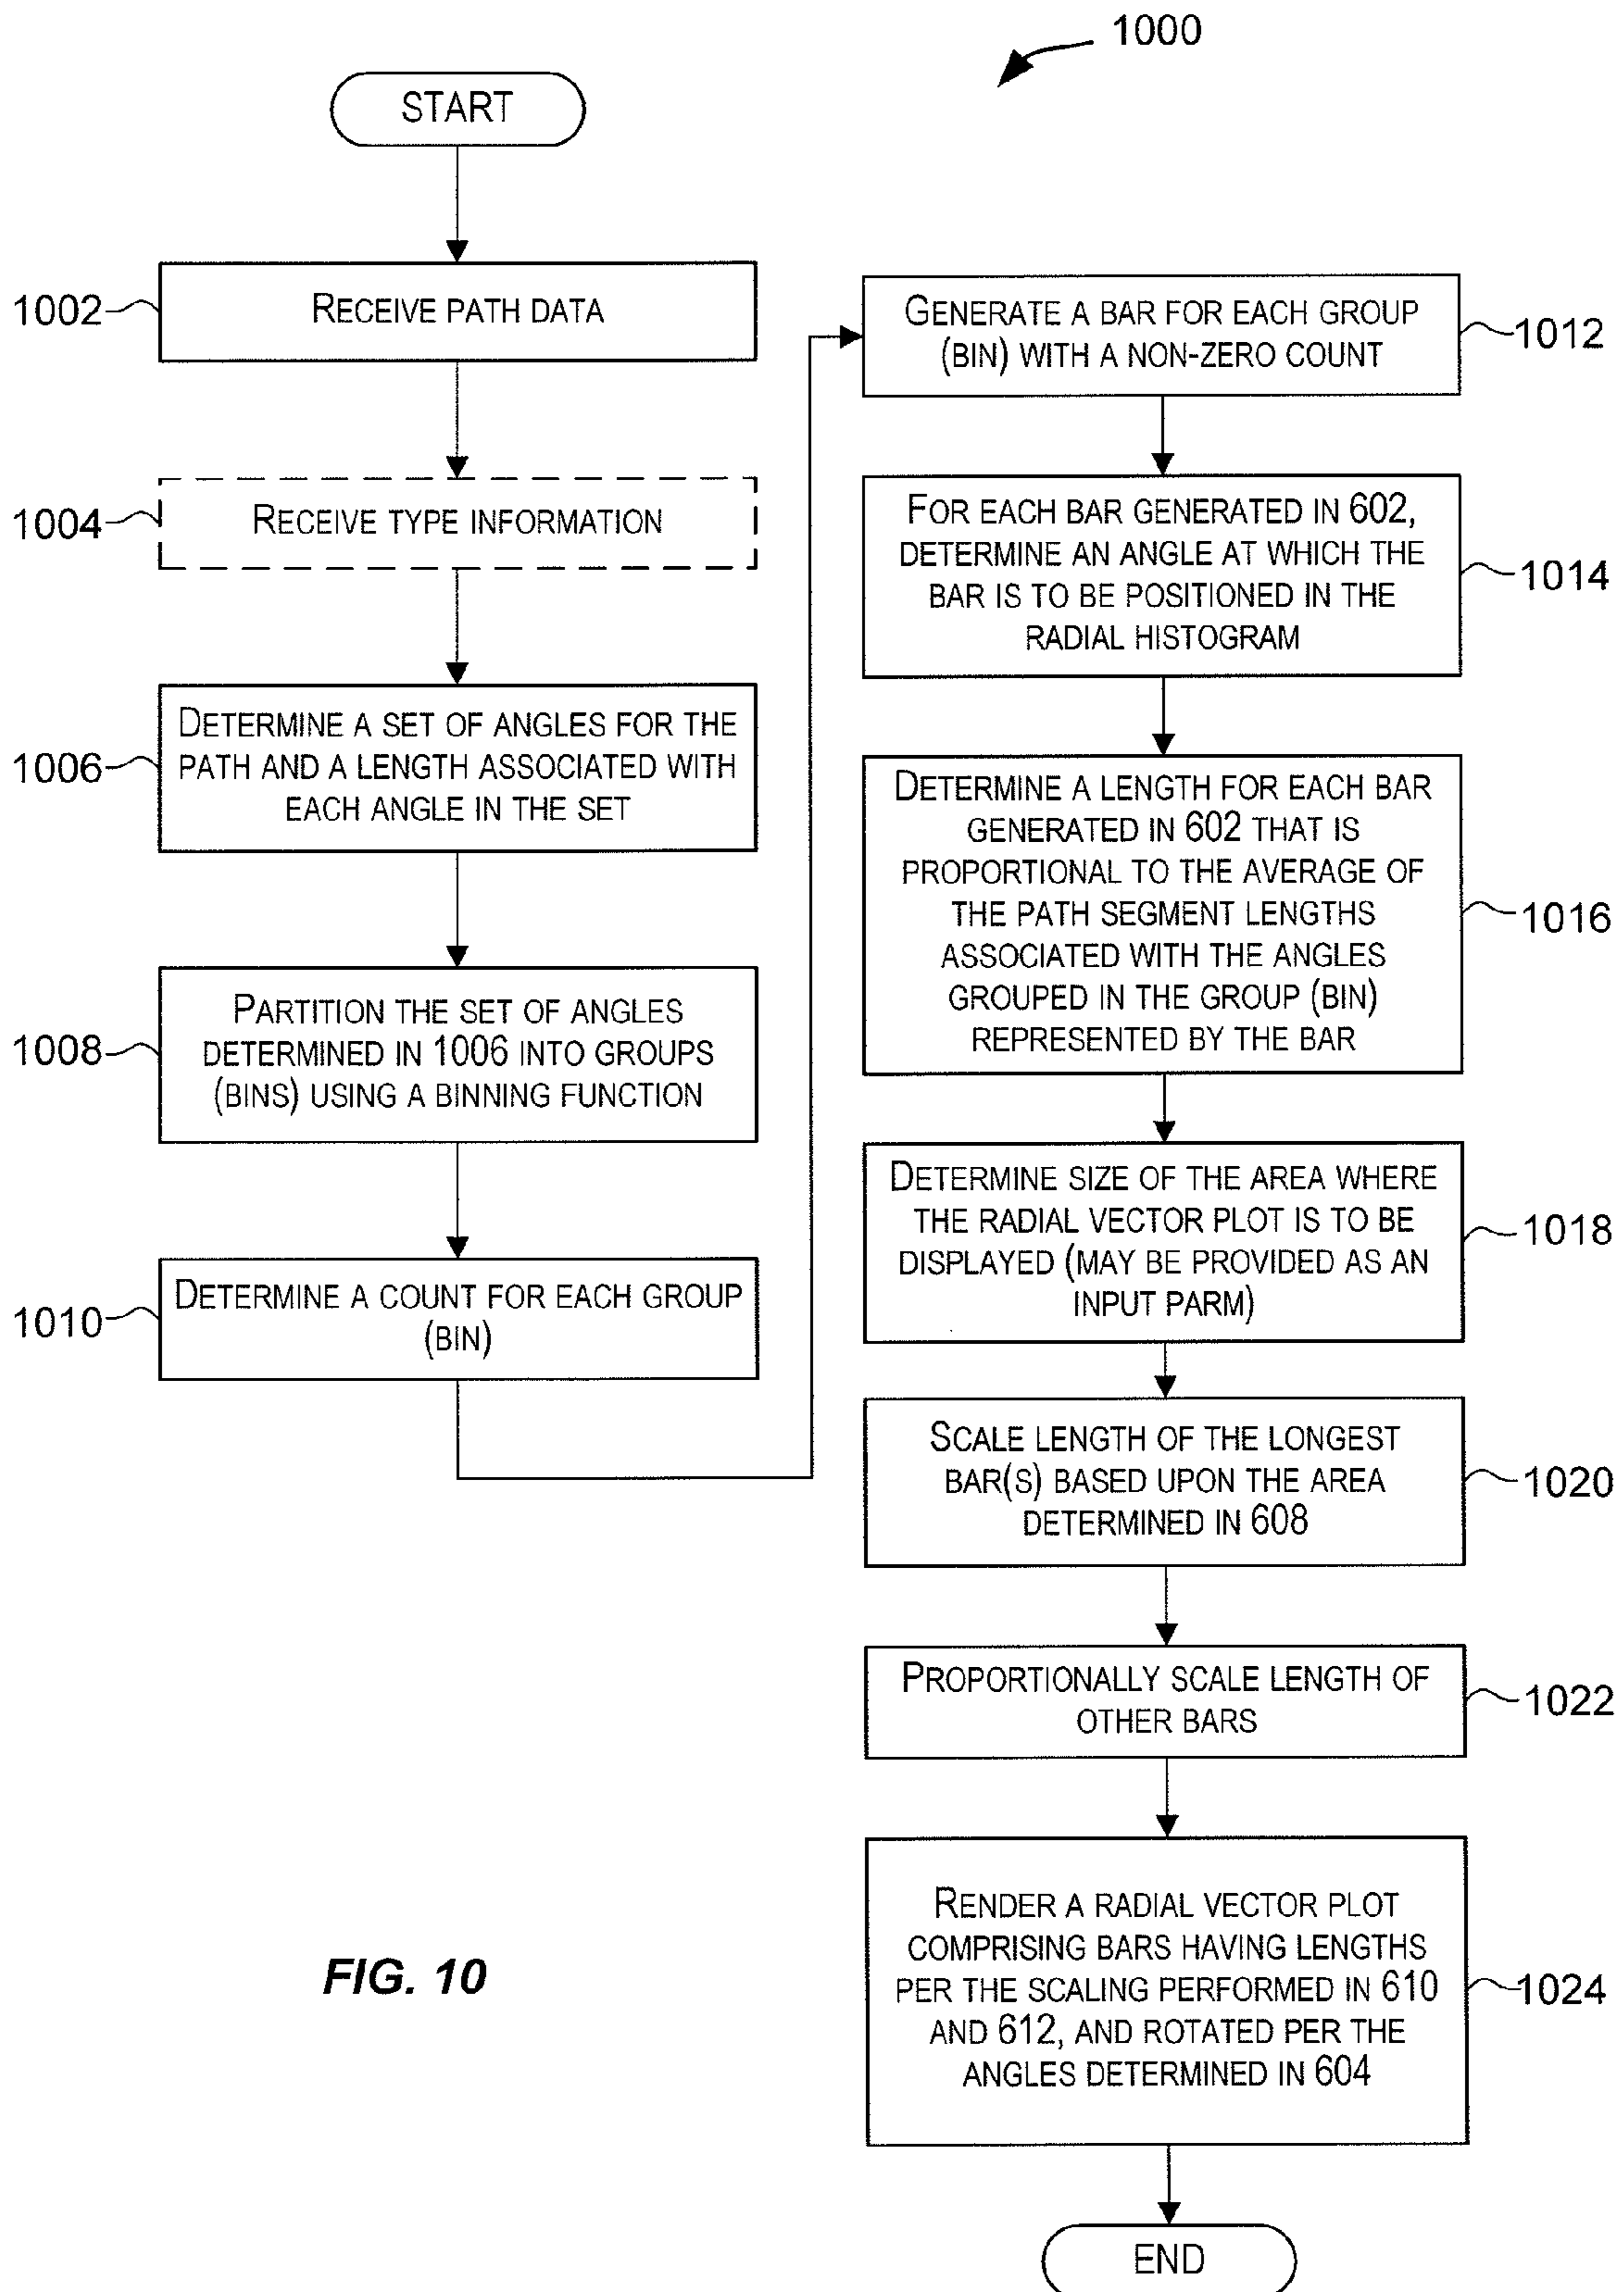 1000
START
1002
RECEIVE PATH DATA
1004
RECEIVE TYPE INFORMATION
1006
DETERMINE A SET OF ANGLES FOR THE
PATH AND A LENGTH ASSOCIATED WITH
EACH ANGLE IN THE SET
1008
PARTITION THE SET OF ANGLES
DETERMINED IN 1006 INTO GROUPS
(BINS) USING A BINNING FUNCTION
1010
DETERMINE A COUNT FOR EACH GROUP
(BIN)
GENERATE A BAR FOR EACH GROUP
(BIN) WITH A NON-ZERO COUNT
1012
FOR EACH BAR GENERATED IN 602,
DETERMINE AN ANGLE AT WHICH THE
BAR IS TO BE POSITIONED IN THE
RADIAL HISTOGRAM
1014
DETERMINE A LENGTH FOR EACH BAR
GENERATED IN 602 THAT IS
PROPORTIONAL TO THE AVERAGE OF
THE PATH SEGMENT LENGTHS
ASSOCIATED WITH THE ANGLES
GROUPED IN THE GROUP (BIN)
REPRESENTED BY THE BAR
1016
DETERMINE SIZE OF THE AREA WHERE
THE RADIAL VECTOR PLOT IS TO BE
DISPLAYED (MAY BE PROVIDED AS AN
INPUT PARM)
1018
SCALE LENGTH OF THE LONGEST
BAR(S) BASED UPON THE AREA
DETERMINED IN 608
1020
PROPORTIONALLY SCALE LENGTH OF
OTHER BARS
1022
RENDER A RADIAL VECTOR PLOT
COMPRISING BARS HAVING LENGTHS
PER THE SCALING PERFORMED IN 610
AND 612, AND ROTATED PER THE
ANGLES DETERMINED IN 604
1024
END
FIG. 10